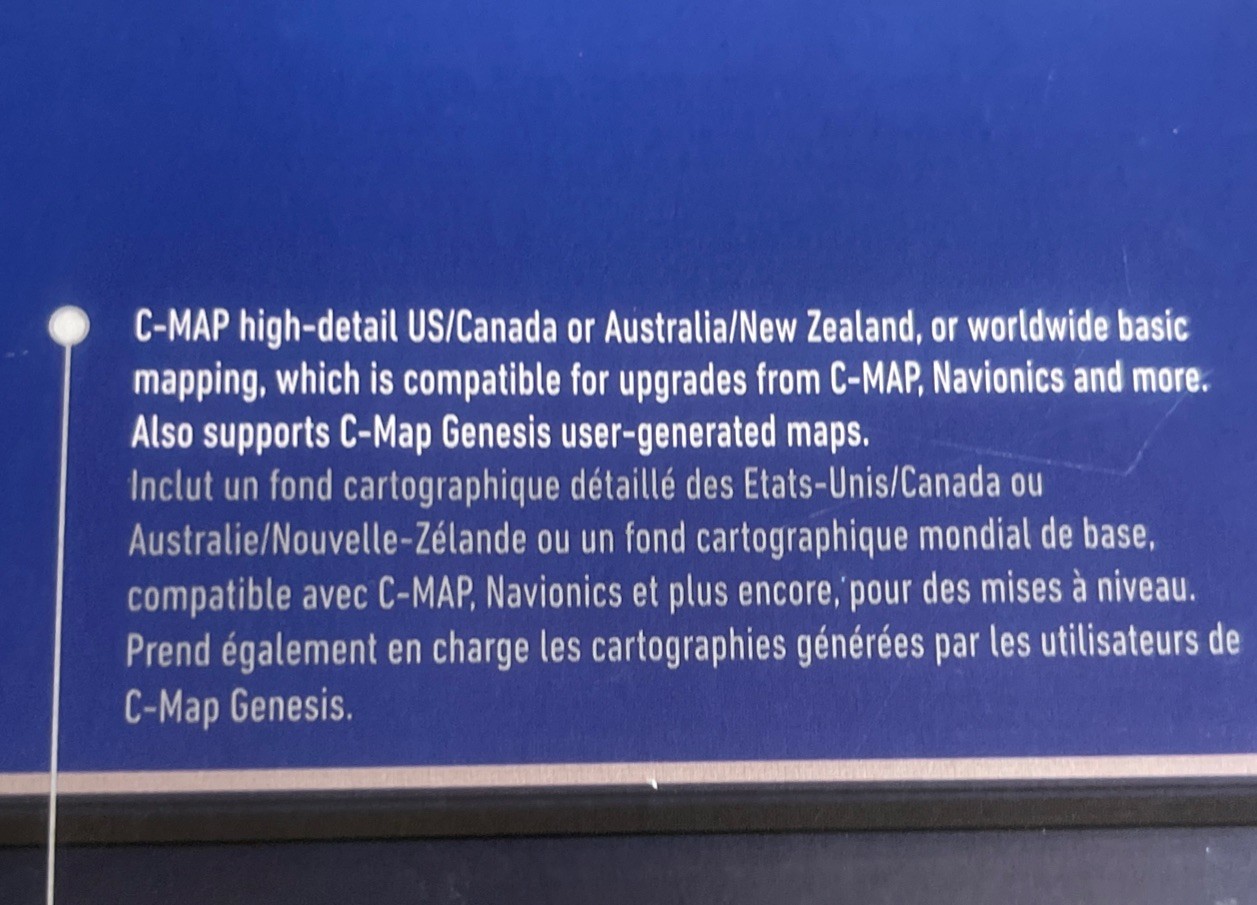 C-MAP high-detail US/Canada or Australia/New Zealand, or worldwide basic
mapping, which is compatible for upgrades from C-MAP, Navionics and more.
Also supports C-Map Genesis user-generated maps.
Inclut un fond cartographique détaillé des Etats-Unis/Canada ou
Australie/Nouvelle-Zélande ou un fond cartographique mondial de base,
compatible avec C-MAP, Navionics et plus encore, pour des mises à niveau.
Prend également en charge les cartographies générées par les utilisateurs de
C-Map Genesis.